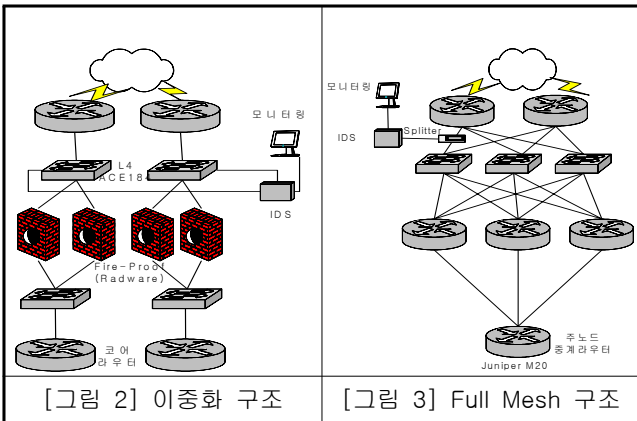 모니터링
L4
ACE184
IDS
Fire-Proof
(Radware)
코어
라우터
[그림 2] 이중화 구조
모니터링
IDS
Splitter
주노드
중계라우터
Juniper M20
[그림 3] Full Mesh 구조